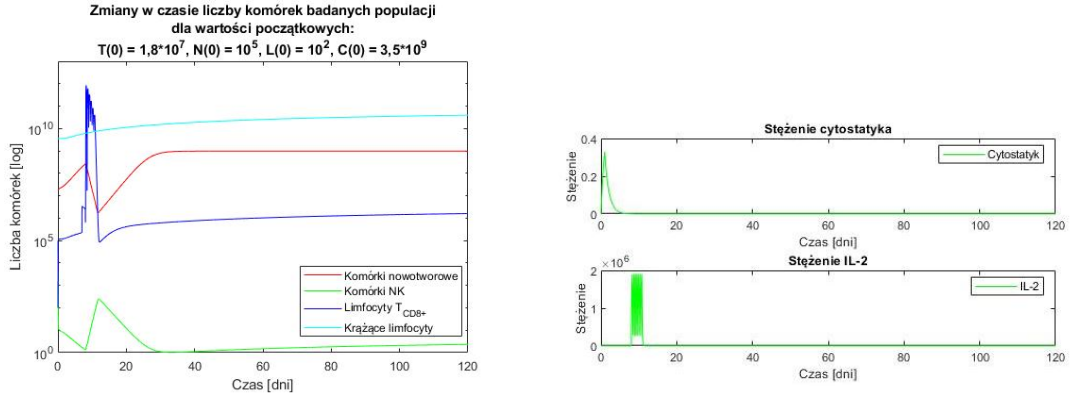 Zmiany w czasie liczby komórek badanych populacji
dla wartości początkowych:
T(0) = 1,8*10^7, N(0) = 10^5, L(0) = 10^2, C(0) = 3,5*10^9
10^10
10^5
10^0
Liczba komórek [log]
Komórki nowotworowe
Komórki NK
Limfocyty T_CD8+
Krążące limfocyty
0 20 40 60 80 100 120
Czas [dni]
Stężenie cytostatyka
0.4
0.2
0
Stężenie
Cytostatyk
0 20 40 60 80 100 120
Czas [dni]
Stężenie IL-2
×10^6
2
1
0
Stężenie
IL-2
0 20 40 60 80 100 120
Czas [dni]